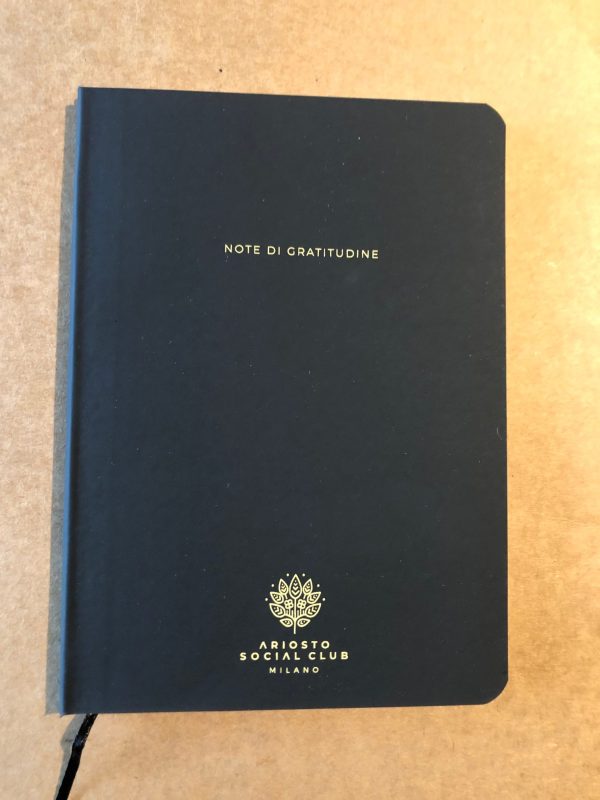 NOTE DI GRATITUDINE
ARIOSTO
SOCIAL CLUB
MILANO